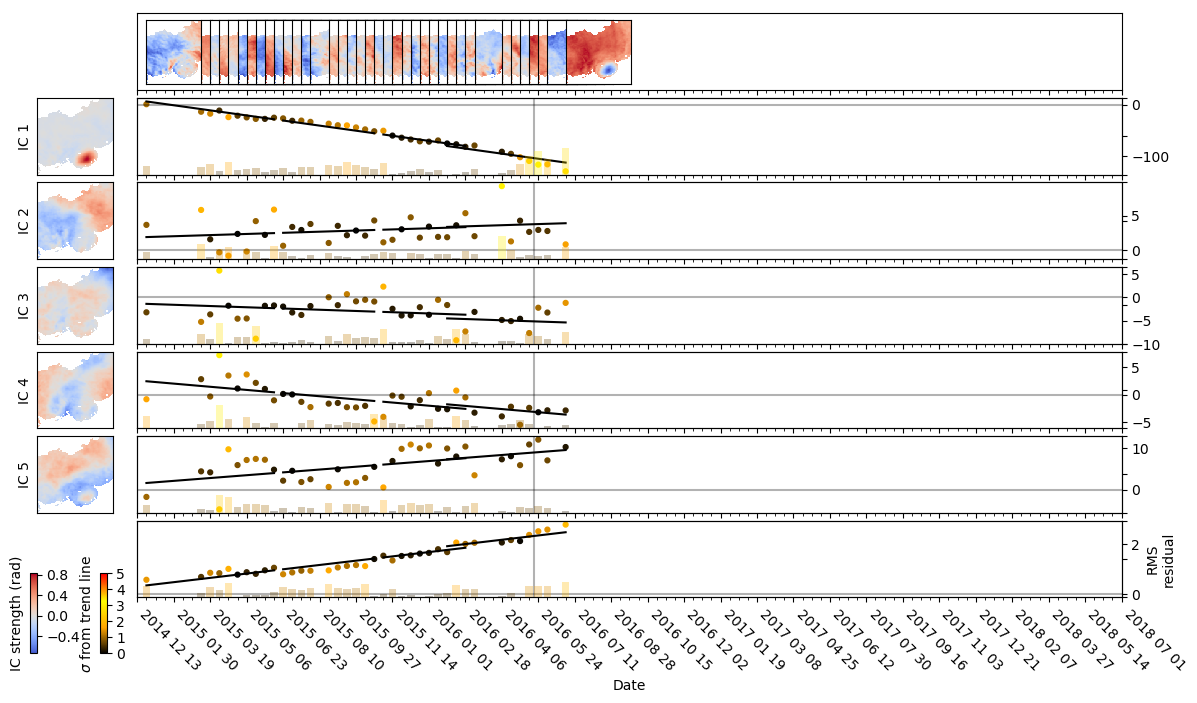 IC 1
0
−100
IC 2
5
0
IC 3
5
0
−5
−10
IC 4
5
0
−5
IC 5
10
0
RMS
residual
2
0
IC strength (rad)
0.8
0.4
0.0
−0.4
σ from trend line
5
4
3
2
1
0
2014 12 13
2015 01 30
2015 03 19
2015 05 06
2015 06 23
2015 08 10
2015 09 27
2015 11 14
2016 01 01
2016 02 18
2016 04 06
2016 05 24
2016 07 11
2016 08 28
2016 10 15
2016 12 02
2017 01 19
2017 03 08
2017 04 25
2017 06 12
2017 07 30
2017 09 16
2017 11 03
2017 12 21
2018 02 07
2018 03 27
2018 05 14
2018 07 01
Date